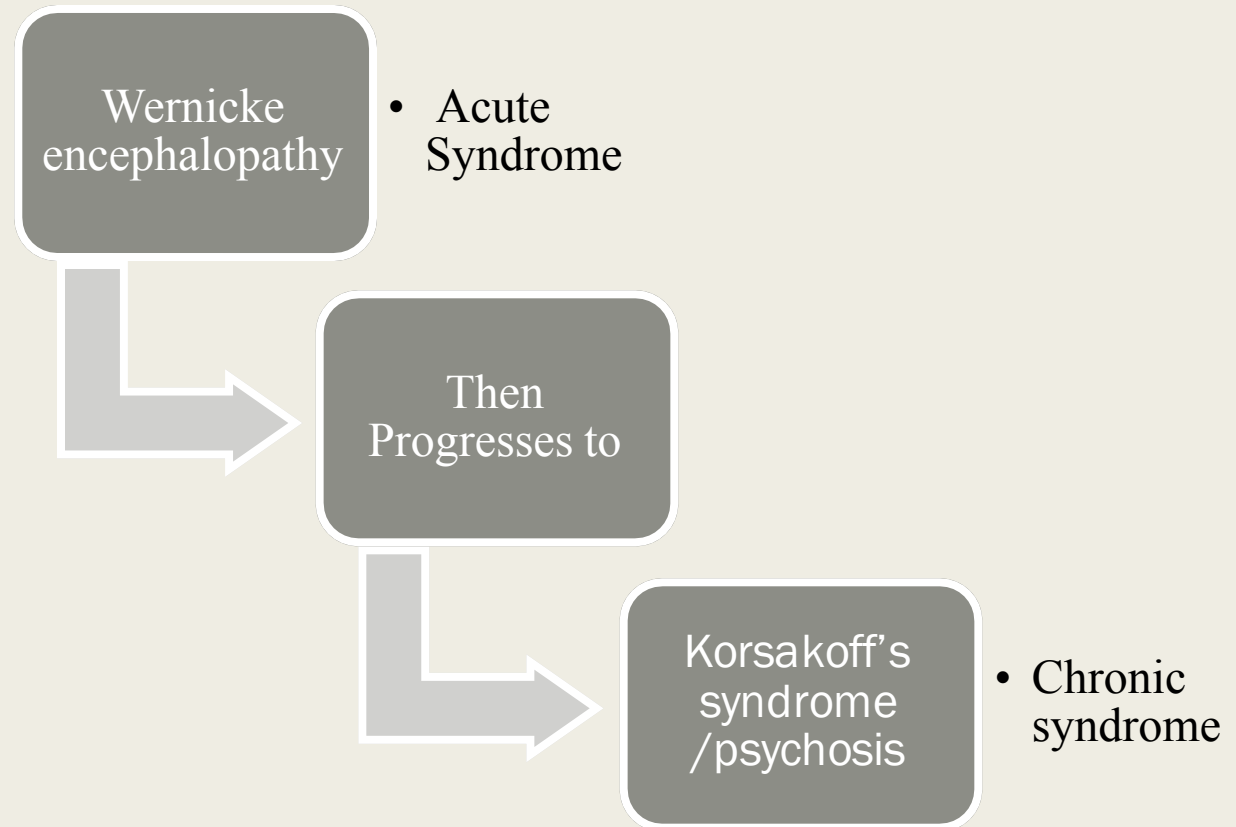 Wernicke
encephalopathy
• Acute
Syndrome
Then
Progresses to
Korsakoff's
syndrome
/psychosis
• Chronic
syndrome